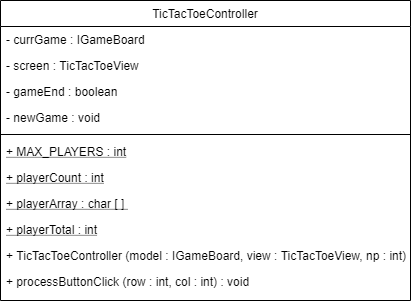 TicTacToeController
- currGame : IGameBoard
- screen : TicTacToeView
- gameEnd : boolean
- newGame : void
+ MAX_PLAYERS : int
+ playerCount : int
+ playerArray : char [ ]
+ playerTotal : int
+ TicTacToeController (model : IGameBoard, view : TicTacToeView, np : int)
+ processButtonClick (row : int, col : int) : void